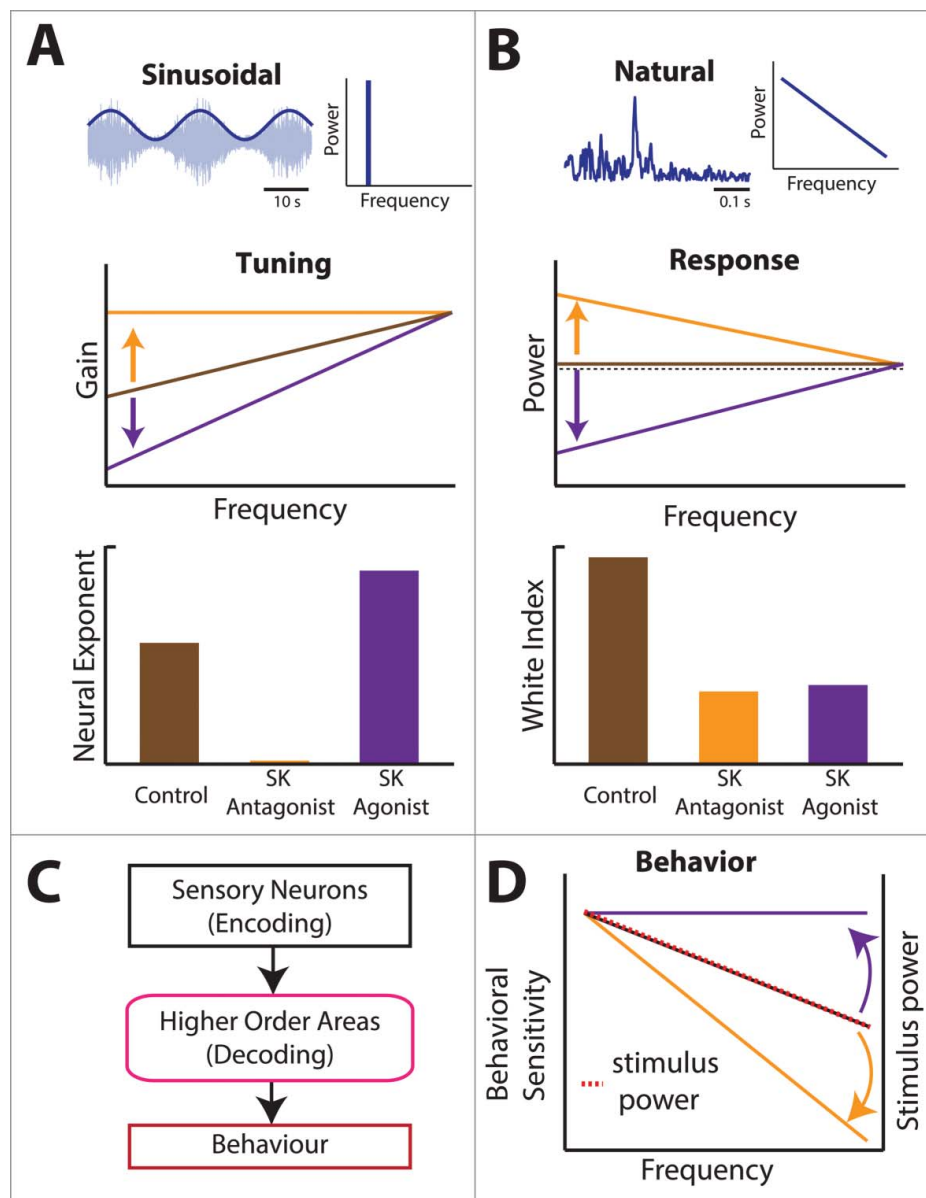 A
Sinusoidal
Power
Frequency
10 s
Tuning
Gain
Frequency
Neural Exponent
Control
SK
Antagonist
SK
Agonist
B
Natural
Power
Frequency
0.1 s
Response
Power
Frequency
White Index
Control
SK
Antagonist
SK
Agonist
C
Sensory Neurons
(Encoding)
Higher Order Areas
(Decoding)
Behaviour
D
Behavior
Behavioral
Sensitivity
stimulus
power
Stimulus power
Frequency